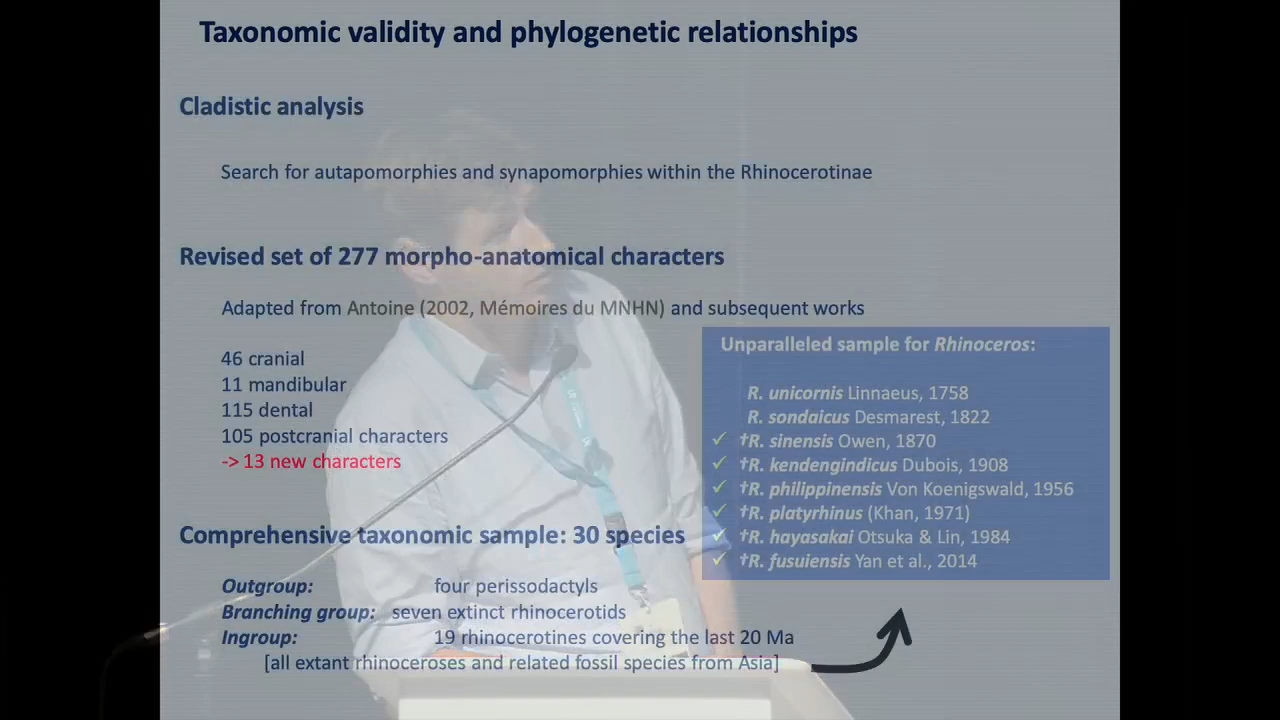 Taxonomic validity and phylogenetic relationships
Cladistic analysis
Search for autapomorphies and synapomorphies within the Rhinocerotinae
Revised set of 277 morpho-anatomical characters
Adapted from Antoine (2002, Mémoires du MNHN) and subsequent works
46 cranial
11 mandibular
115 dental
105 postcranial characters
-> 13 new characters
Comprehensive taxonomic sample: 30 species
Outgroup: four perissodactyls
Branching group: seven extinct rhinocerotids
Ingroup: 19 rhinocerotines covering the last 20 Ma
[all extant rhinoceroses and related fossil species from Asia]
Unparalleled sample for Rhinoceros:
R. unicornis Linnaeus, 1758
R. sondaicus Desmarest, 1822
✓ †R. sinensis Owen, 1870
✓ †R. kendengindicus Dubois, 1908
✓ †R. philippinensis Von Koenigswald, 1956
✓ †R. platyrhinus (Khan, 1971)
✓ †R. hayasakai Otsuka & Lin, 1984
✓ †R. fusuiensis Yan et al., 2014